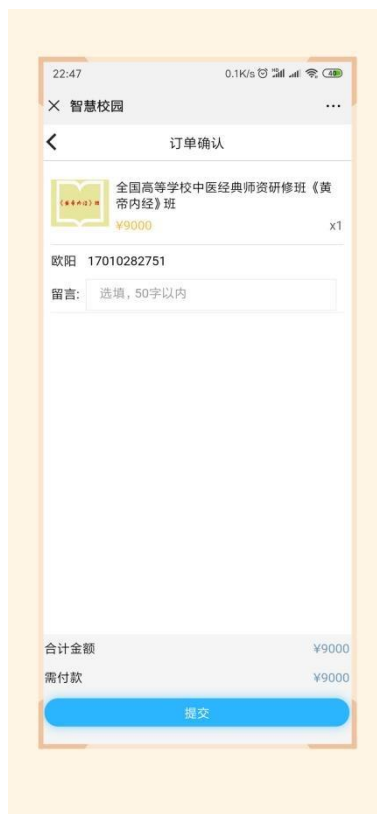 22:47
0.1K/s
40
智慧校园
订单确认
全国高等学校中医经典师资研修班《黄
帝内经》班
¥9000
x1
欧阳 17010282751
留言: 选填，50字以内
合计金额 ¥9000
需付款 ¥9000
提交